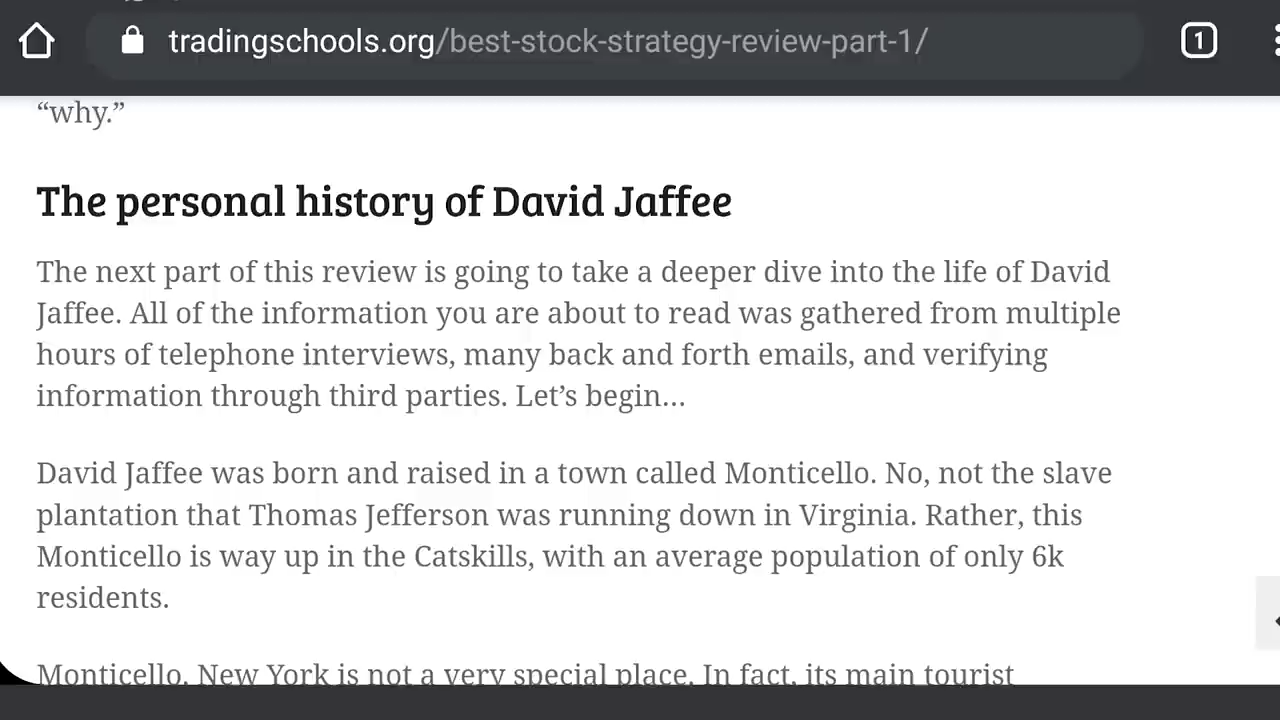 tradingschools.org/best-stock-strategy-review-part-1/
1
“why.”
The personal history of David Jaffee
The next part of this review is going to take a deeper dive into the life of David
Jaffee. All of the information you are about to read was gathered from multiple
hours of telephone interviews, many back and forth emails, and verifying
information through third parties. Let’s begin…
David Jaffee was born and raised in a town called Monticello. No, not the slave
plantation that Thomas Jefferson was running down in Virginia. Rather, this
Monticello is way up in the Catskills, with an average population of only 6k
residents.
Monticello, New York is not a very special place. In fact, its main tourist